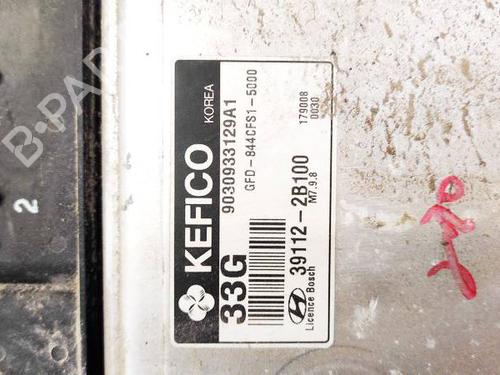 KEFICO KOREA
33G
9030933129A1
GFD-844CFS1-5000
179008
0030
39112-2B100
M7.9.8
Licence Bosch
2
B-PAR